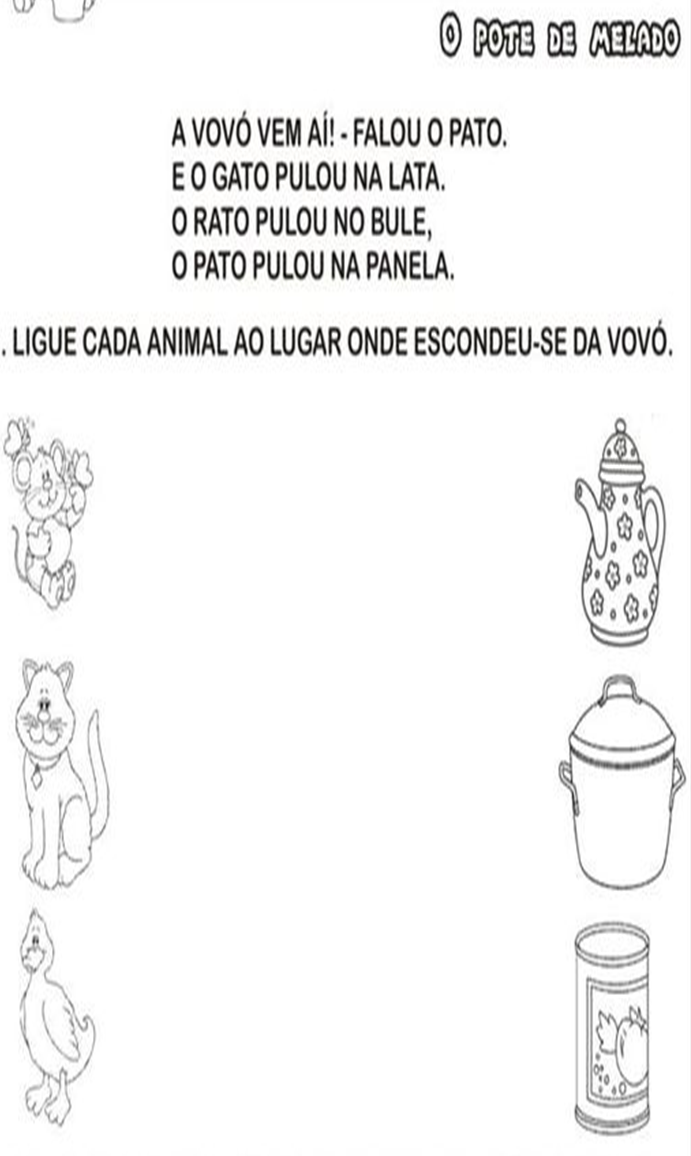 O POTE DE MELADO
A VOVÓ VEM AÍ! - FALOU O PATO.
E O GATO PULOU NA LATA.
O RATO PULOU NO BULE,
O PATO PULOU NA PANELA.
. LIGUE CADA ANIMAL AO LUGAR ONDE ESCONDEU-SE DA VOVÓ.